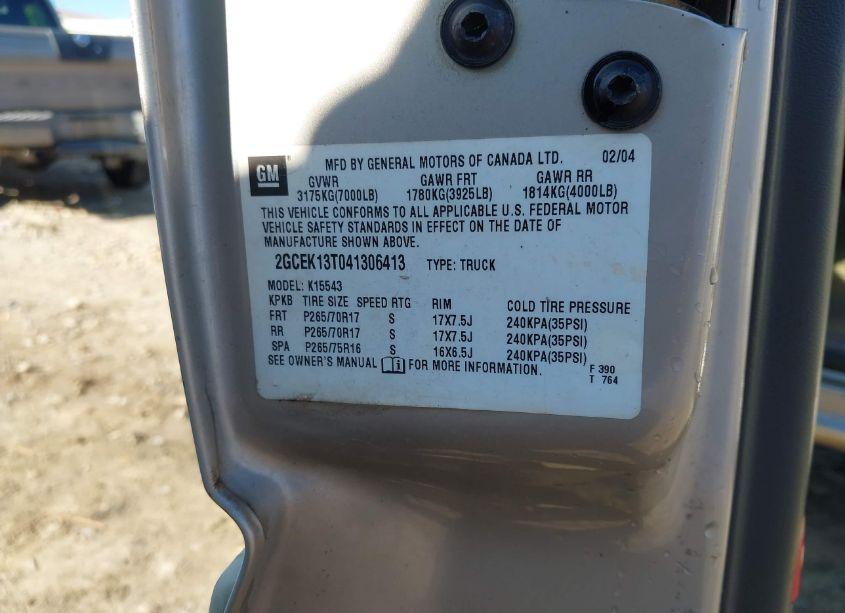 GM
MFD BY GENERAL MOTORS OF CANADA LTD. 02/04
GVWR GAWR FRT GAWR RR
3175KG(7000LB) 1780KG(3925LB) 1814KG(4000LB)
THIS VEHICLE CONFORMS TO ALL APPLICABLE U.S. FEDERAL MOTOR
VEHICLE SAFETY STANDARDS IN EFFECT ON THE DATE OF
MANUFACTURE SHOWN ABOVE.
2GCEK13T041306413 TYPE: TRUCK
MODEL: K15543
KPKB TIRE SIZE SPEED RTG RIM COLD TIRE PRESSURE
FRT P265/70R17 S 17X7.5J 240KPA(35PSI)
RR P265/70R17 S 17X7.5J 240KPA(35PSI)
SPA P265/75R16 S 16X6.5J 240KPA(35PSI)
SEE OWNER'S MANUAL i FOR MORE INFORMATION.
F 390
T 764